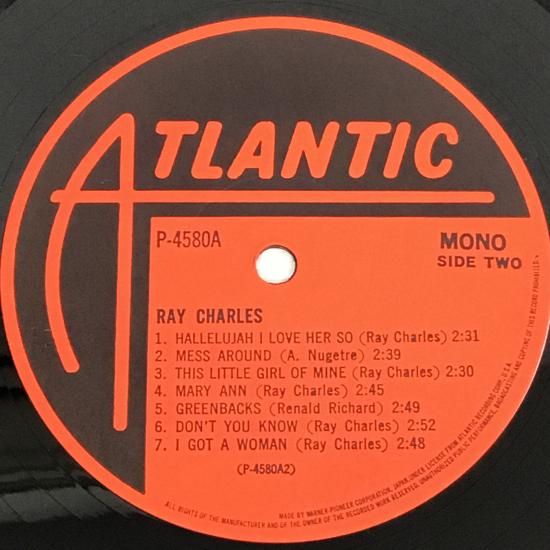 ATLANTIC
P-4580A
MONO
SIDE TWO
RAY CHARLES
1. HALLELUJAH I LOVE HER SO (Ray Charles) 2:31
2. MESS AROUND (A. Nugetre) 2:39
3. THIS LITTLE GIRL OF MINE (Ray Charles) 2:30
4. MARY ANN (Ray Charles) 2:45
5. GREENBACKS (Renald Richard) 2:49
6. DON'T YOU KNOW (Ray Charles) 2:52
7. I GOT A WOMAN (Ray Charles) 2:48
(P-4580A2)
MADE BY WARNER PIONEER CORPORATION, JAPAN, UNDER LICENSE FROM ATLANTIC RECORDING CORP., U.S.A.
ALL RIGHTS OF THE MANUFACTURER AND OF THE OWNER OF THE RECORDED WORK RESERVED. UNAUTHORIZED PUBLIC PERFORMANCE, BROADCASTING AND COPYING OF THIS RECORD PROHIBITED.